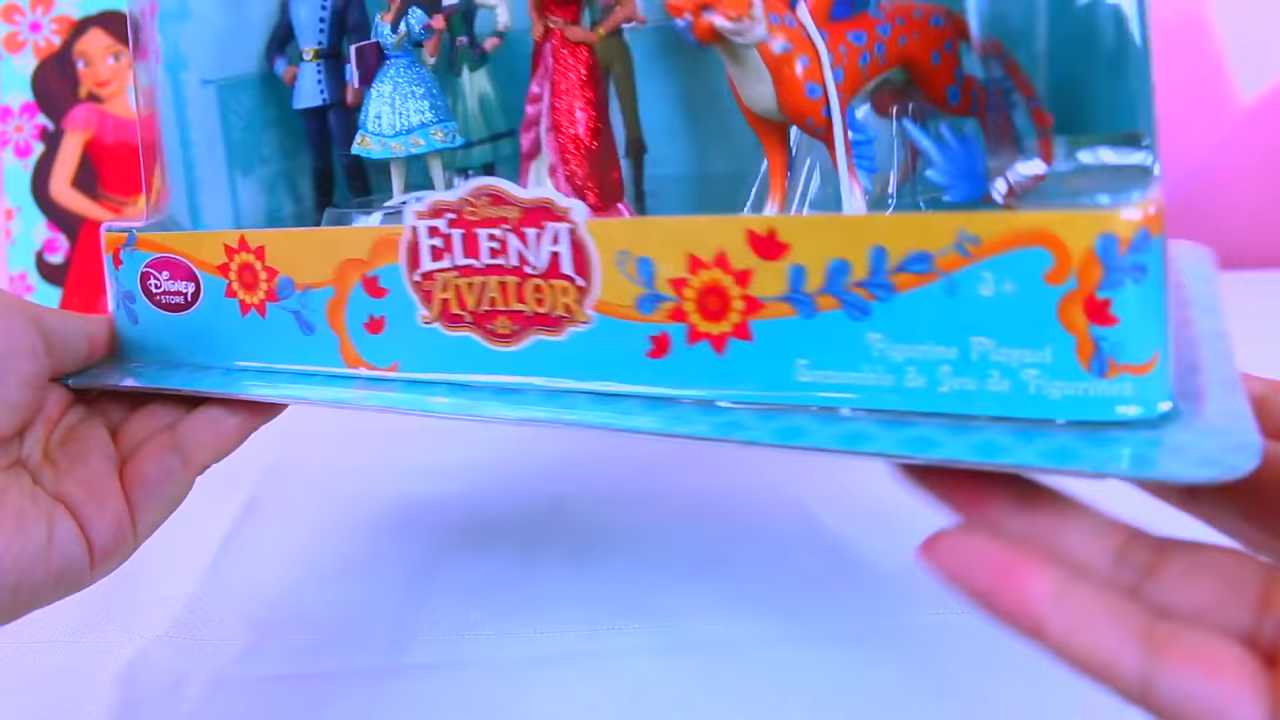 Disney
STORE
Disney
ELENA
AVALOR
3+
Figurine Playset
Ensemble de Jeu de Figurines